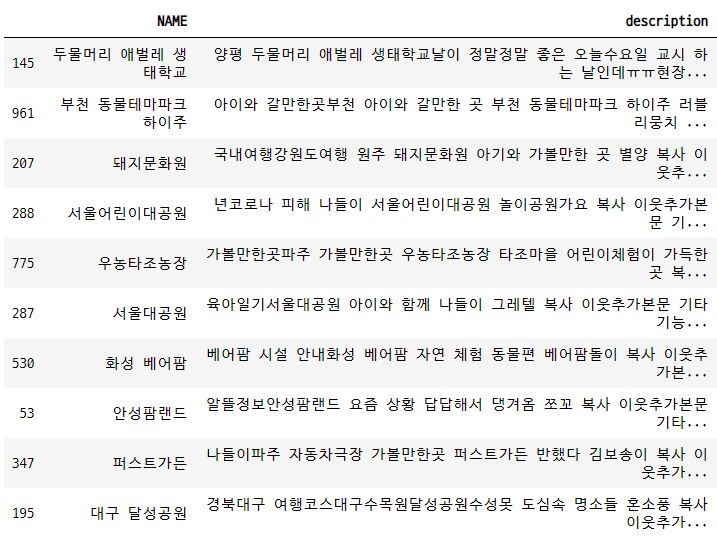 NAME description
145 두물머리 애벌레 생 양평 두물머리 애벌레 생태학교날이 정말정말 좋은 오늘수요일 교시 하
태학교 는 날인데ㅠㅠ현장...
961 부천 동물테마파크 아이와 갈만한곳부천 아이와 갈만한 곳 부천 동물테마파크 하이주 러블
하이주 리뭉치 ...
207 돼지문화원 국내여행강원도여행 원주 돼지문화원 아기와 가볼만한 곳 별양 복사 이
웃추...
288 서울어린이대공원 년코로나 피해 나들이 서울어린이대공원 놀이공원가요 복사 이웃추가본
문 기...
775 우농타조농장 가볼만한곳파주 가볼만한곳 우농타조농장 타조마을 어린이체험이 가득한
곳 복...
287 서울대공원 육아일기서울대공원 아이와 함께 나들이 그레텔 복사 이웃추가본문 기타
기능...
530 화성 베어팜 베어팜 시설 안내화성 베어팜 자연 체험 동물편 베어팜돌이 복사 이웃추
가본...
53 안성팜랜드 알뜰정보안성팜랜드 요즘 상황 답답해서 댕겨옴 쪼꼬 복사 이웃추가본문
기타...
347 퍼스트가든 나들이파주 자동차극장 가볼만한곳 퍼스트가든 반했다 김보송이 복사 이
웃추가...
195 대구 달성공원 경북대구 여행코스대구수목원달성공원수성못 도심속 명소들 혼소풍 복사
이웃추가...